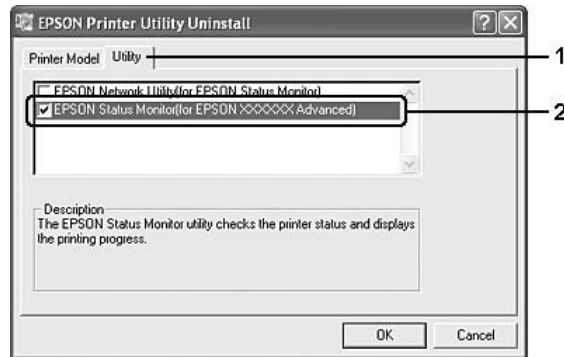 EPSON Printer Utility Uninstall
Printer Model Utility 1
EPSON Network Utility(for EPSON Status Monitor)
EPSON Status Monitor(for EPSON XXXXXX Advanced) 2
Description
The EPSON Status Monitor utility checks the printer status and displays
the printing progress.
OK Cancel